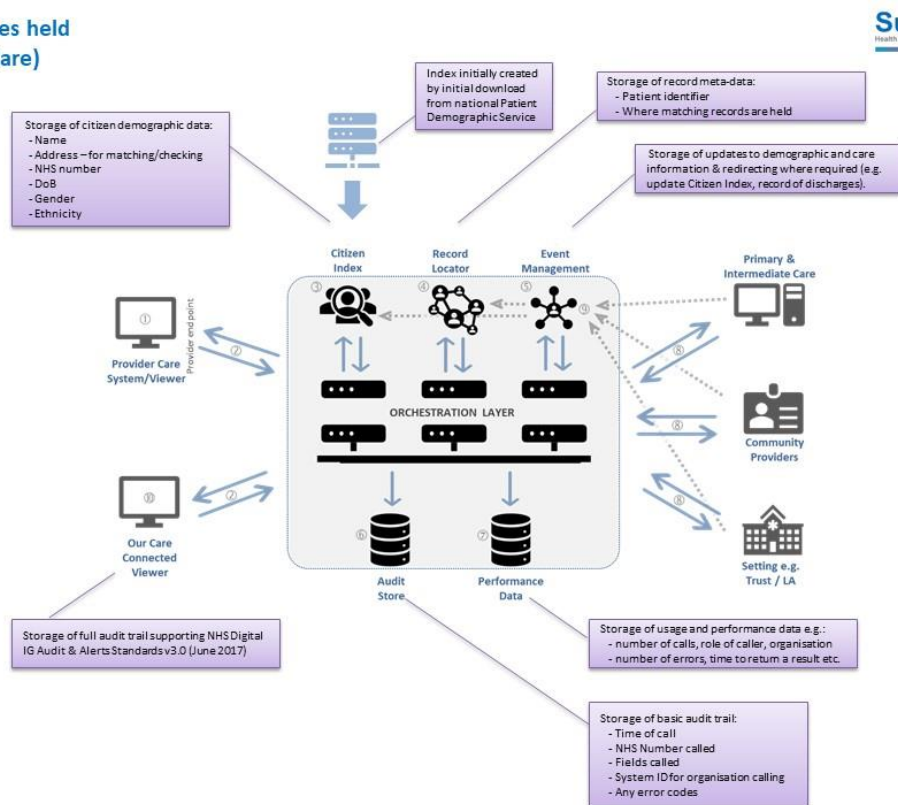 es held
are)
Su
Health
Index initially created
by initial download
from national Patient
Demographic Service
Storage of record meta-data:
- Patient identifier
- Where matching records are held
Storage of citizen demographic data:
- Name
- Address – for matching/checking
- NHS number
- DoB
- Gender
- Ethnicity
Storage of updates to demographic and care
information & redirecting where required (e.g.
update Citizen Index, record of discharges).
Citizen
Index
Record
Locator
Event
Management
Primary &
Intermediate Care
③
④
⑤
⑨
①
Provider endpoint
②
Provider Care
System/Viewer
⑧
ORCHESTRATION LAYER
⑧
Community
Providers
⑩
②
Our Care
Connected
Viewer
⑧
⑥
⑦
Setting e.g.
Trust / LA
Audit
Store
Performance
Data
Storage of full audit trail supporting NHS Digital
IG Audit & Alerts Standards v3.0 (June 2017)
Storage of usage and performance data e.g.:
- number of calls, role of caller, organisation
- number of errors, time to return a result etc.
Storage of basic audit trail:
- Time of call
- NHS Number called
- Fields called
- System ID for organisation calling
- Any error codes